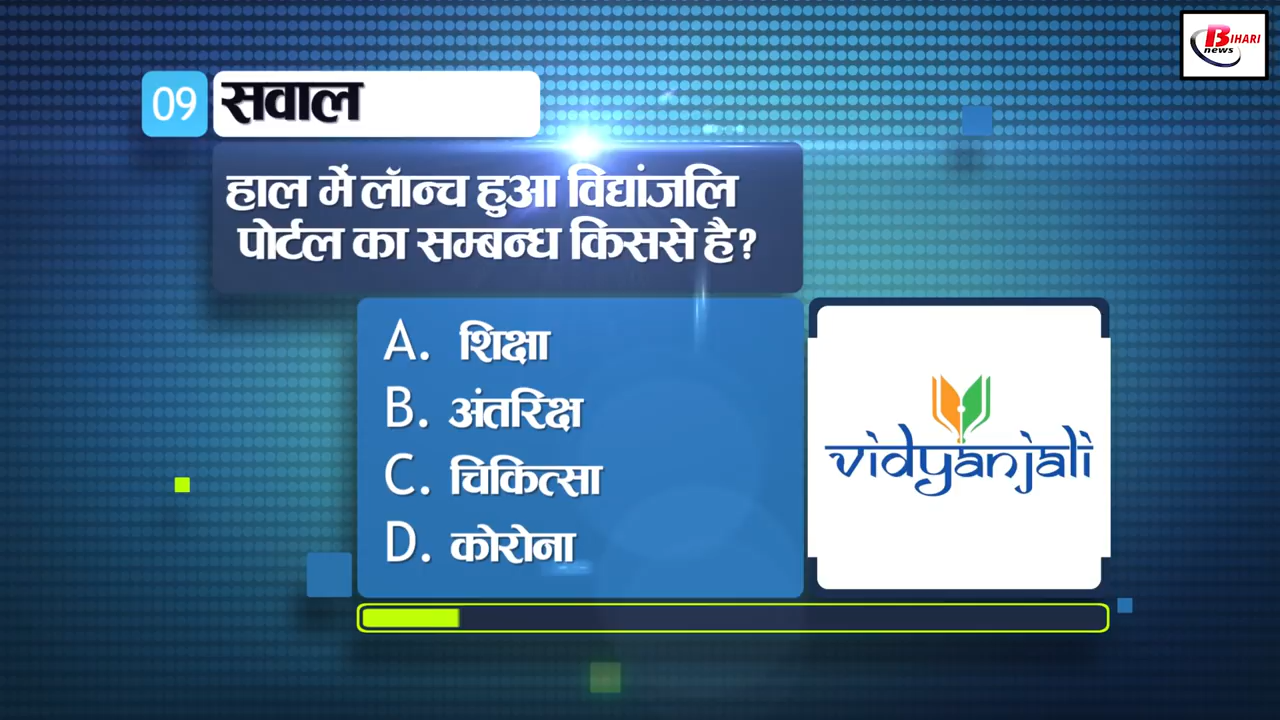 BIHARI
news
09 सवाल
हाल में लॅान्च हुआ विद्यांजलि
पोर्टल का सम्बन्ध किससे है?
A. शिक्षा
B. अंतरिक्ष
C. चिकित्सा
D. कोरोना
vidyanjali